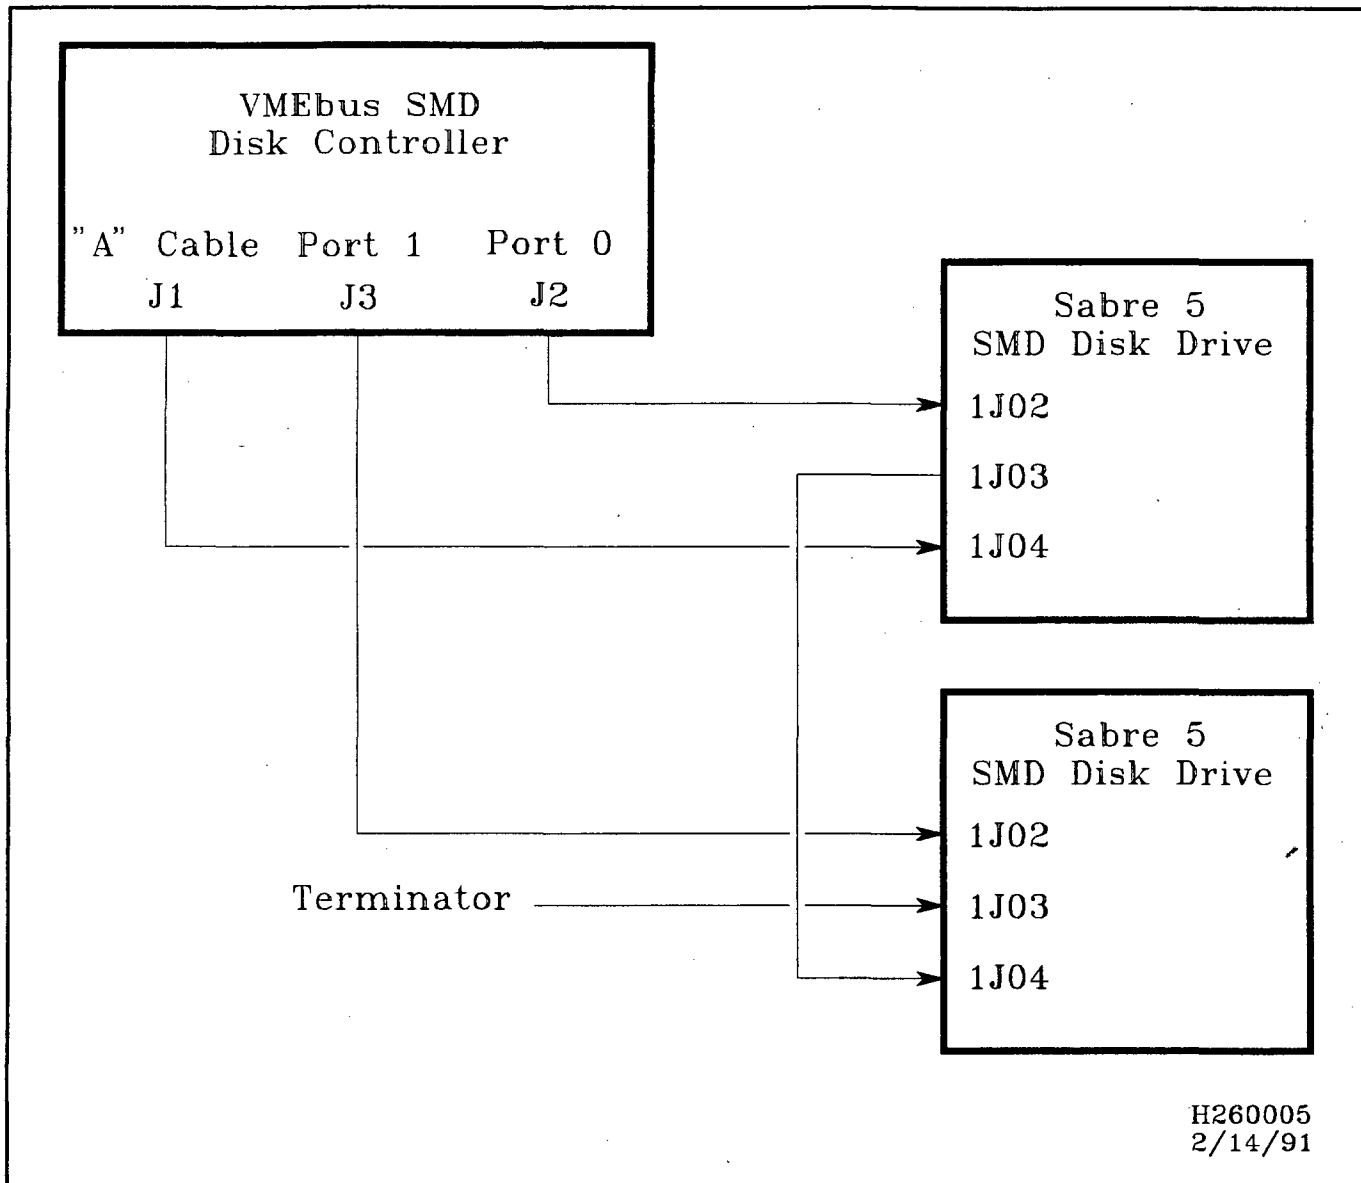 VMEbus SMD
Disk Controller
"A" Cable Port 1 Port 0
J1 J3 J2
Sabre 5
SMD Disk Drive
1J02
1J03
1J04
Sabre 5
SMD Disk Drive
1J02
Terminator 1J03
1J04
H260005
2/14/91